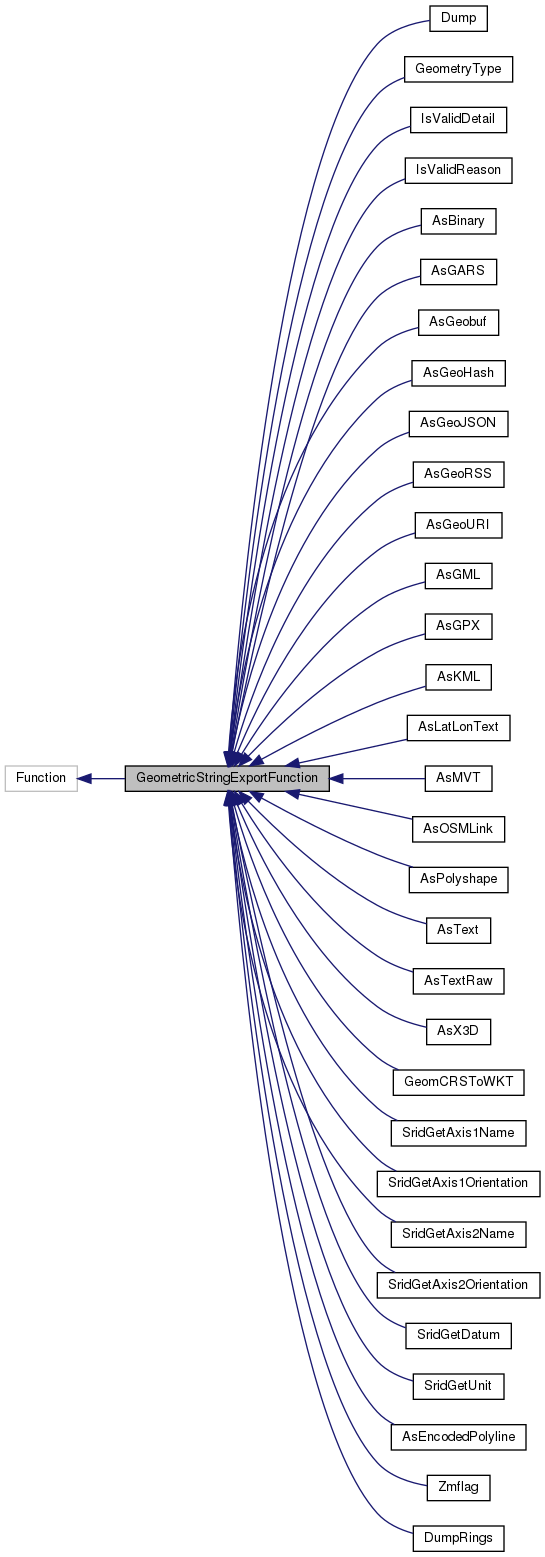 Dump
GeometryType
IsValidDetail
IsValidReason
AsBinary
AsGARS
AsGeobuf
AsGeoHash
AsGeoJSON
AsGeoRSS
AsGeoURI
AsGML
AsGPX
AsKML
AsLatLonText
Function
GeometricStringExportFunction
AsMVT
AsOSMLink
AsPolyshape
AsText
AsTextRaw
AsX3D
GeomCRSToWKT
SridGetAxis1Name
SridGetAxis1Orientation
SridGetAxis2Name
SridGetAxis2Orientation
SridGetDatum
SridGetUnit
AsEncodedPolyline
Zmflag
DumpRings